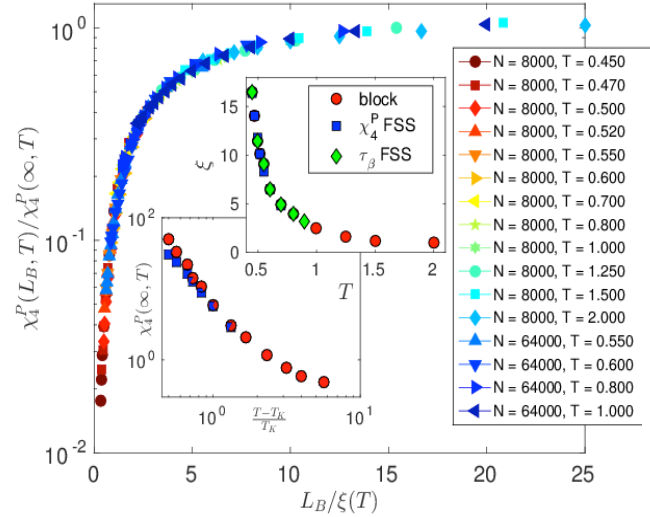 10^0
10^{-1}
10^{-2}
χ_4^P(L_B, T)/χ_4^P(∞, T)
0 5 10 15 20 25
L_B/ξ(T)
15
10
5
0
ξ
0.5 1 1.5 2
T
block
χ_4^P FSS
τ_β FSS
10^2
10^0
χ_4^P(∞, T)
10^0 10^1
T−T_K
T_K
N = 8000, T = 0.450
N = 8000, T = 0.470
N = 8000, T = 0.500
N = 8000, T = 0.520
N = 8000, T = 0.550
N = 8000, T = 0.600
N = 8000, T = 0.700
N = 8000, T = 0.800
N = 8000, T = 1.000
N = 8000, T = 1.250
N = 8000, T = 1.500
N = 8000, T = 2.000
N = 64000, T = 0.550
N = 64000, T = 0.600
N = 64000, T = 0.800
N = 64000, T = 1.000